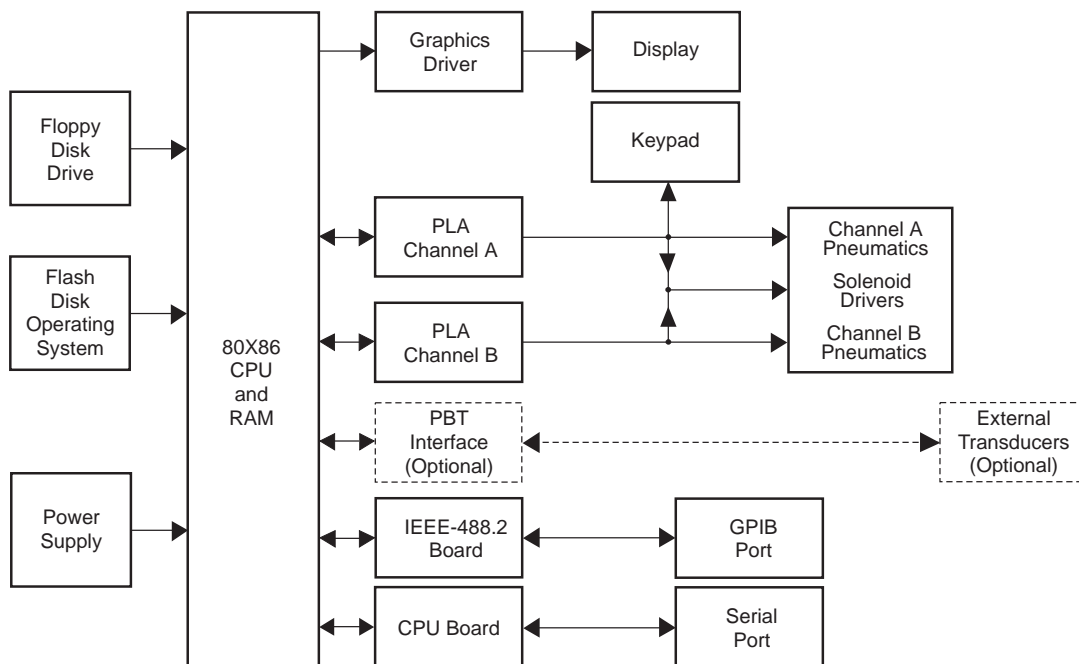 Graphics
Driver
Display
Floppy
Disk
Drive
Keypad
PLA
Channel A
Channel A
Pneumatics
Solenoid
Drivers
Channel B
Pneumatics
Flash
Disk
Operating
System
PLA
Channel B
80X86
CPU
and
RAM
PBT
Interface
(Optional)
External
Transducers
(Optional)
Power
Supply
IEEE-488.2
Board
GPIB
Port
CPU Board
Serial
Port